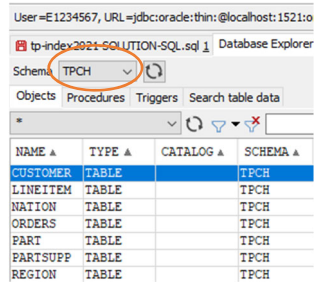 User=E1234567, URL=jdbc:oracle:thin:@localhost:1521:o
tp-index2021-SOLUTION-SQL.sql 1 Database Explorer
Schema TPCH
Objects Procedures Triggers Search table data
*
NAME TYPE CATALOG SCHEMA
CUSTOMER TABLE TPCH
LINEITEM TABLE TPCH
NATION TABLE TPCH
ORDERS TABLE TPCH
PART TABLE TPCH
PARTSUPP TABLE TPCH
REGION TABLE TPCH